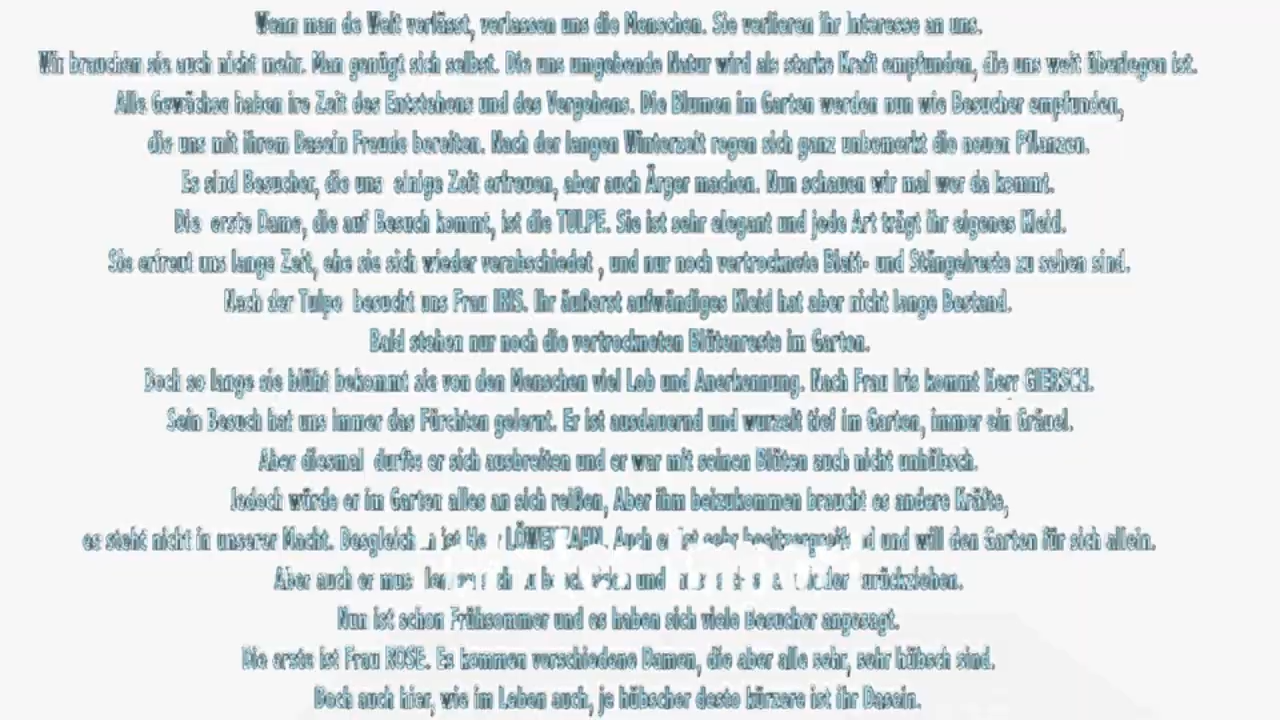 Wenn man de Welt verlässt, verlassen uns die Menschen. Sie verlieren ihr Interesse an uns.
Wir brauchen sie auch nicht mehr. Man genügt sich selbst. Die uns umgebende Natur wird als starke Kraft empfunden, die uns weit überlegen ist.
Alle Gewächse haben ire Zeit des Entstehens und des Vergehens. Die Blumen im Garten werden nun wie Besucher empfunden,
die uns mit ihrem Dasein Freude bereiten. Nach der langen Winterzeit regen sich ganz unbemerkt die neuen Pflanzen.
Es sind Besucher, die uns einige Zeit erfreuen, aber auch Ärger machen. Nun schauen wir mal wer da kommt.
Die erste Dame, die auf Besuch kommt, ist die TULPE. Sie ist sehr elegant und jede Art trägt ihr eigenes Kleid.
Sie erfreut uns lange Zeit, ehe sie sich wieder verabschiedet , und nur noch vertrocknete Blatt- und Stängelreste zu sehen sind.
Nach der Tulpe besucht uns Frau IRIS. Ihr äußerst aufwändiges Kleid hat aber nicht lange Bestand.
Bald stehen nur noch die vertrockneten Blütenreste im Garten.
Doch so lange sie blüht bekommt sie von den Menschen viel Lob und Anerkennung. Nach Frau Iris kommt Herr GIERSCH.
Sein Besuch hat uns immer das Fürchten gelernt. Er ist ausdauernd und wurzelt tief im Garten, immer ein Gräuel.
Aber diesmal durfte er sich ausbreiten und er war mit seinen Blüten auch nicht unhübsch.
Jedoch würde er im Garten alles an sich reißen, Aber ihm beizukommen braucht es andere Kräfte,
es steht nicht in unserer Macht. Desgleichen ist Herr LÖWENZAHN. Auch er ist sehr besitzergreifend und will den Garten für sich allein.
Aber auch er muss und zurückziehen.
Nun ist schon Frühsommer und es haben sich viele Besucher angesagt.
Die erste ist Frau ROSE. Es kommen verschiedene Damen, die aber alle sehr, sehr hübsch sind.
Doch auch hier, wie im Leben auch, je hübscher desto kürzere ist ihr Dasein.